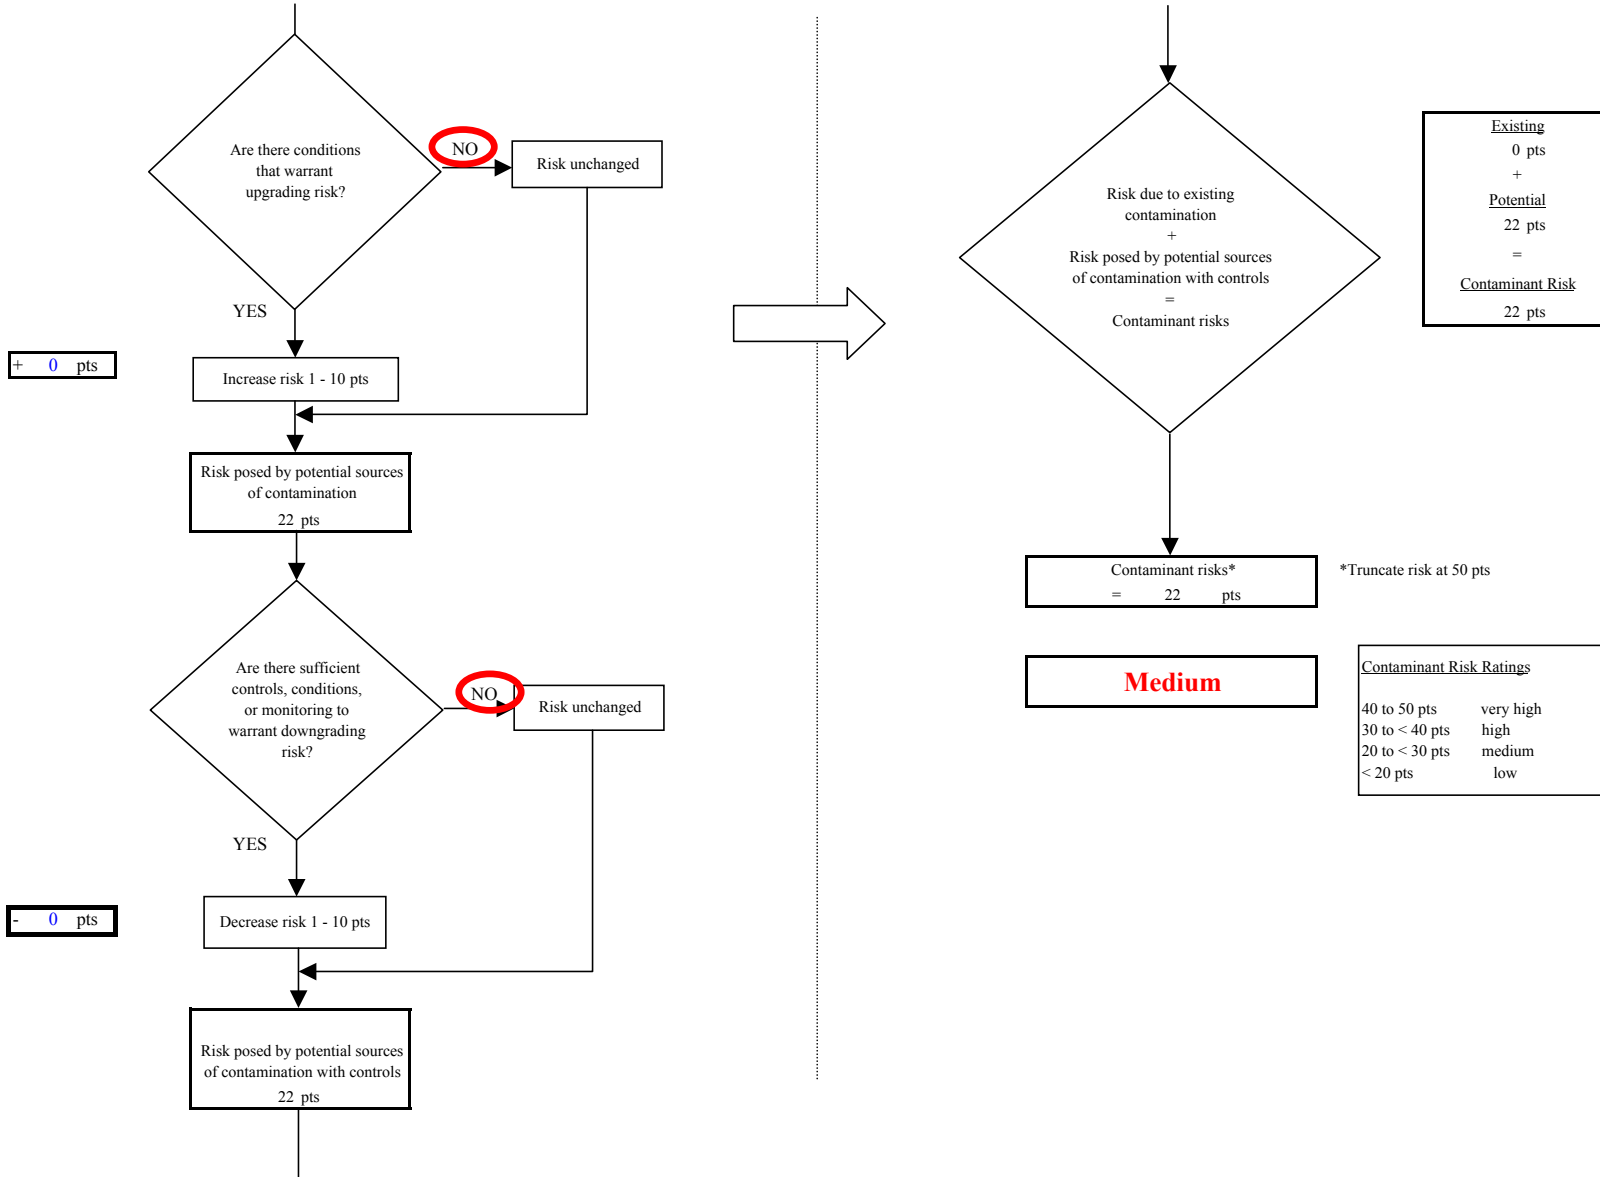 Are there conditions
that warrant
upgrading risk?
NO
Risk unchanged
YES
+ 0 pts
Increase risk 1 - 10 pts
Risk posed by potential sources
of contamination
22 pts
Are there sufficient
controls, conditions,
or monitoring to
warrant downgrading
risk?
NO
Risk unchanged
YES
- 0 pts
Decrease risk 1 - 10 pts
Risk posed by potential sources
of contamination with controls
22 pts
Risk due to existing
contamination
+
Risk posed by potential sources
of contamination with controls
=
Contaminant risks
Existing
0 pts
+
Potential
22 pts
=
Contaminant Risk
22 pts
Contaminant risks*
= 22 pts
*Truncate risk at 50 pts
Medium
Contaminant Risk Ratings
40 to 50 pts very high
30 to < 40 pts high
20 to < 30 pts medium
< 20 pts low